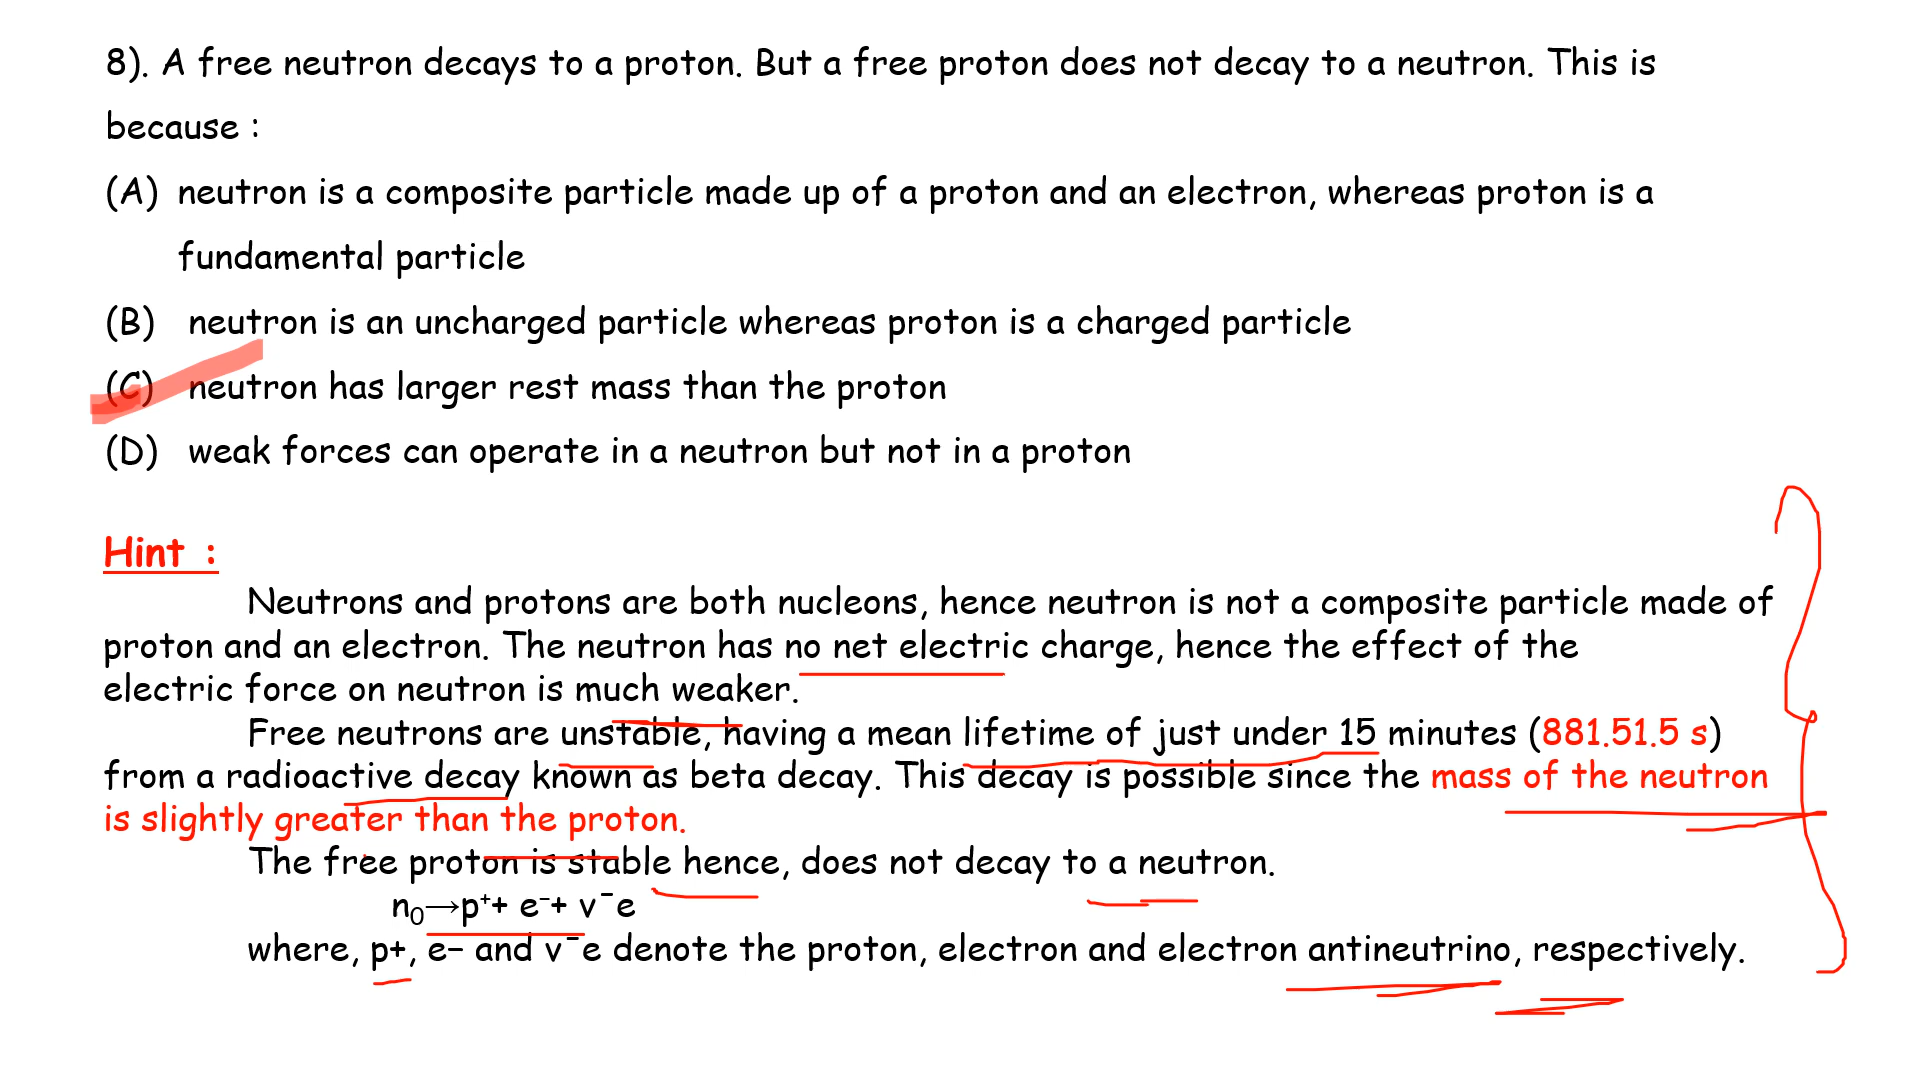 8). A free neutron decays to a proton. But a free proton does not decay to a neutron. This is
because :
(A) neutron is a composite particle made up of a proton and an electron, whereas proton is a
fundamental particle
(B) neutron is an uncharged particle whereas proton is a charged particle
(C) neutron has larger rest mass than the proton
(D) weak forces can operate in a neutron but not in a proton
Hint :
Neutrons and protons are both nucleons, hence neutron is not a composite particle made of
proton and an electron. The neutron has no net electric charge, hence the effect of the
electric force on neutron is much weaker.
Free neutrons are unstable, having a mean lifetime of just under 15 minutes (881.51.5 s)
from a radioactive decay known as beta decay. This decay is possible since the mass of the neutron
is slightly greater than the proton.
The free proton is stable hence, does not decay to a neutron.
n₀→p⁺+ e⁻+ v¯e
where, p+, e− and v¯e denote the proton, electron and electron antineutrino, respectively.